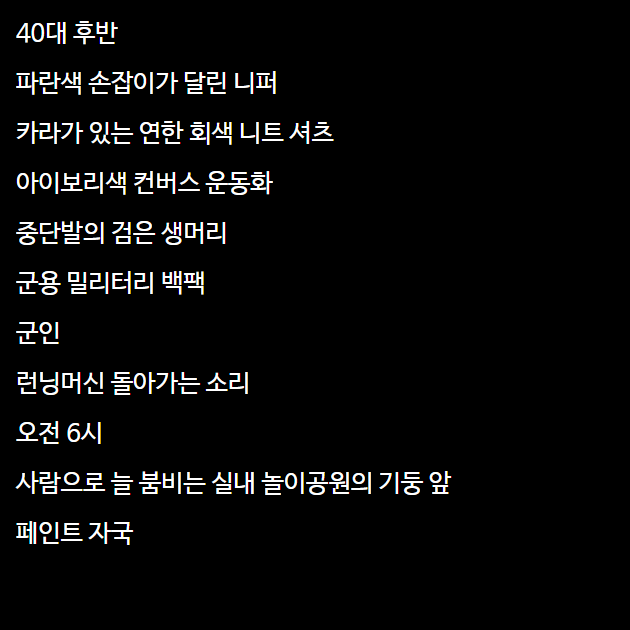 40대 후반
파란색 손잡이가 달린 니퍼
카라가 있는 연한 회색 니트 셔츠
아이보리색 컨버스 운동화
중단발의 검은 생머리
군용 밀리터리 백팩
군인
런닝머신 돌아가는 소리
오전 6시
사람으로 늘 붐비는 실내 놀이공원의 기둥 앞
페인트 자국